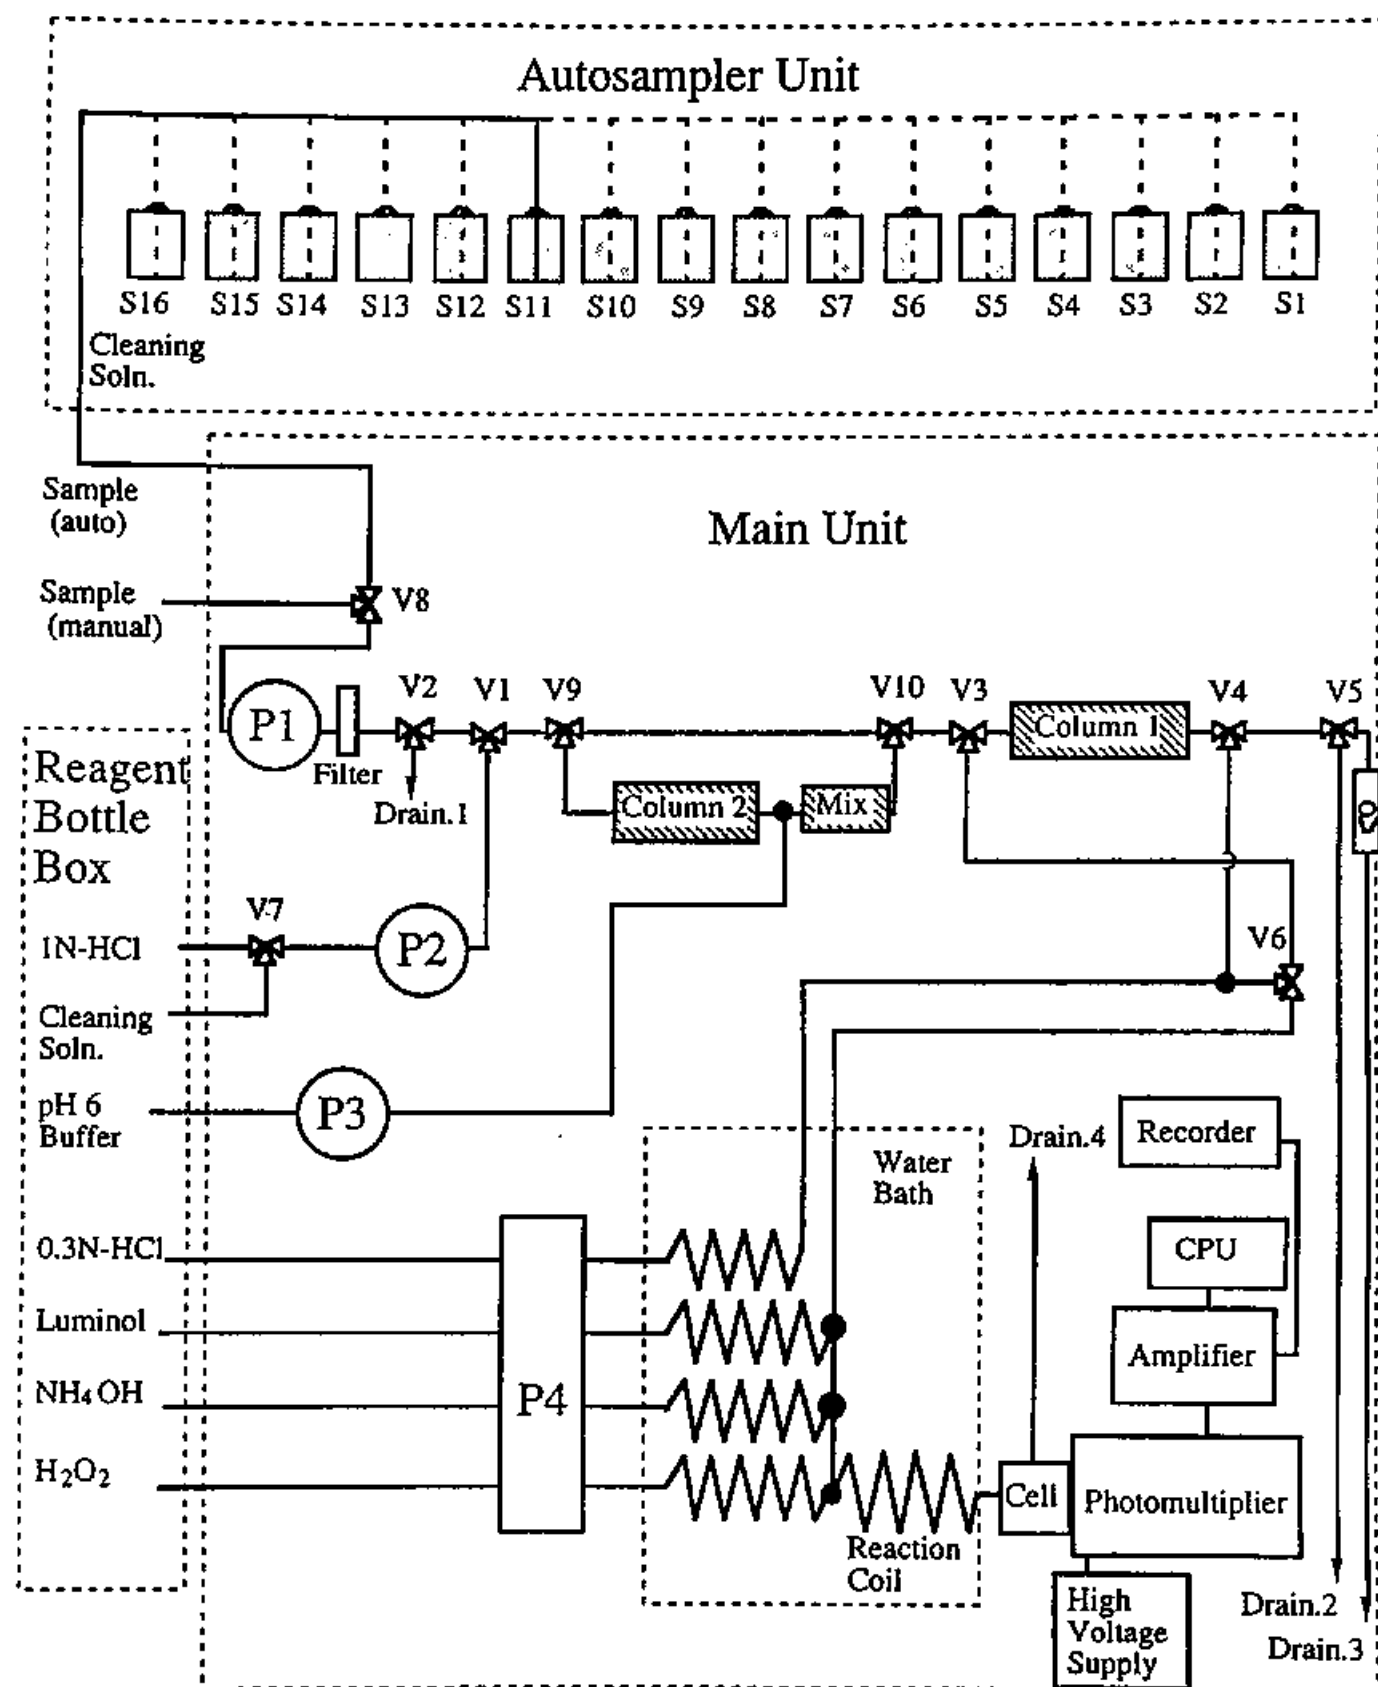 Autosampler Unit
S16 S15 S14 S13 S12 S11 S10 S9 S8 S7 S6 S5 S4 S3 S2 S1
Cleaning
Soln.
Sample
(auto)
Main Unit
Sample
(manual)
V8
V2 V1 V9 V10 V3 V4 V5
P1
Column 1
Filter
Drain.1
Column 2
Mix
Reagent
Bottle
Box
V7
P2
V6
1N-HCl
Cleaning
Soln.
pH 6
Buffer
P3
Water
Bath
Drain.4
Recorder
0.3N-HCl
CPU
Luminol
Amplifier
NH₄OH
P4
H₂O₂
Cell
Photomultiplier
Reaction
Coil
High
Voltage
Supply
Drain.2
Drain.3